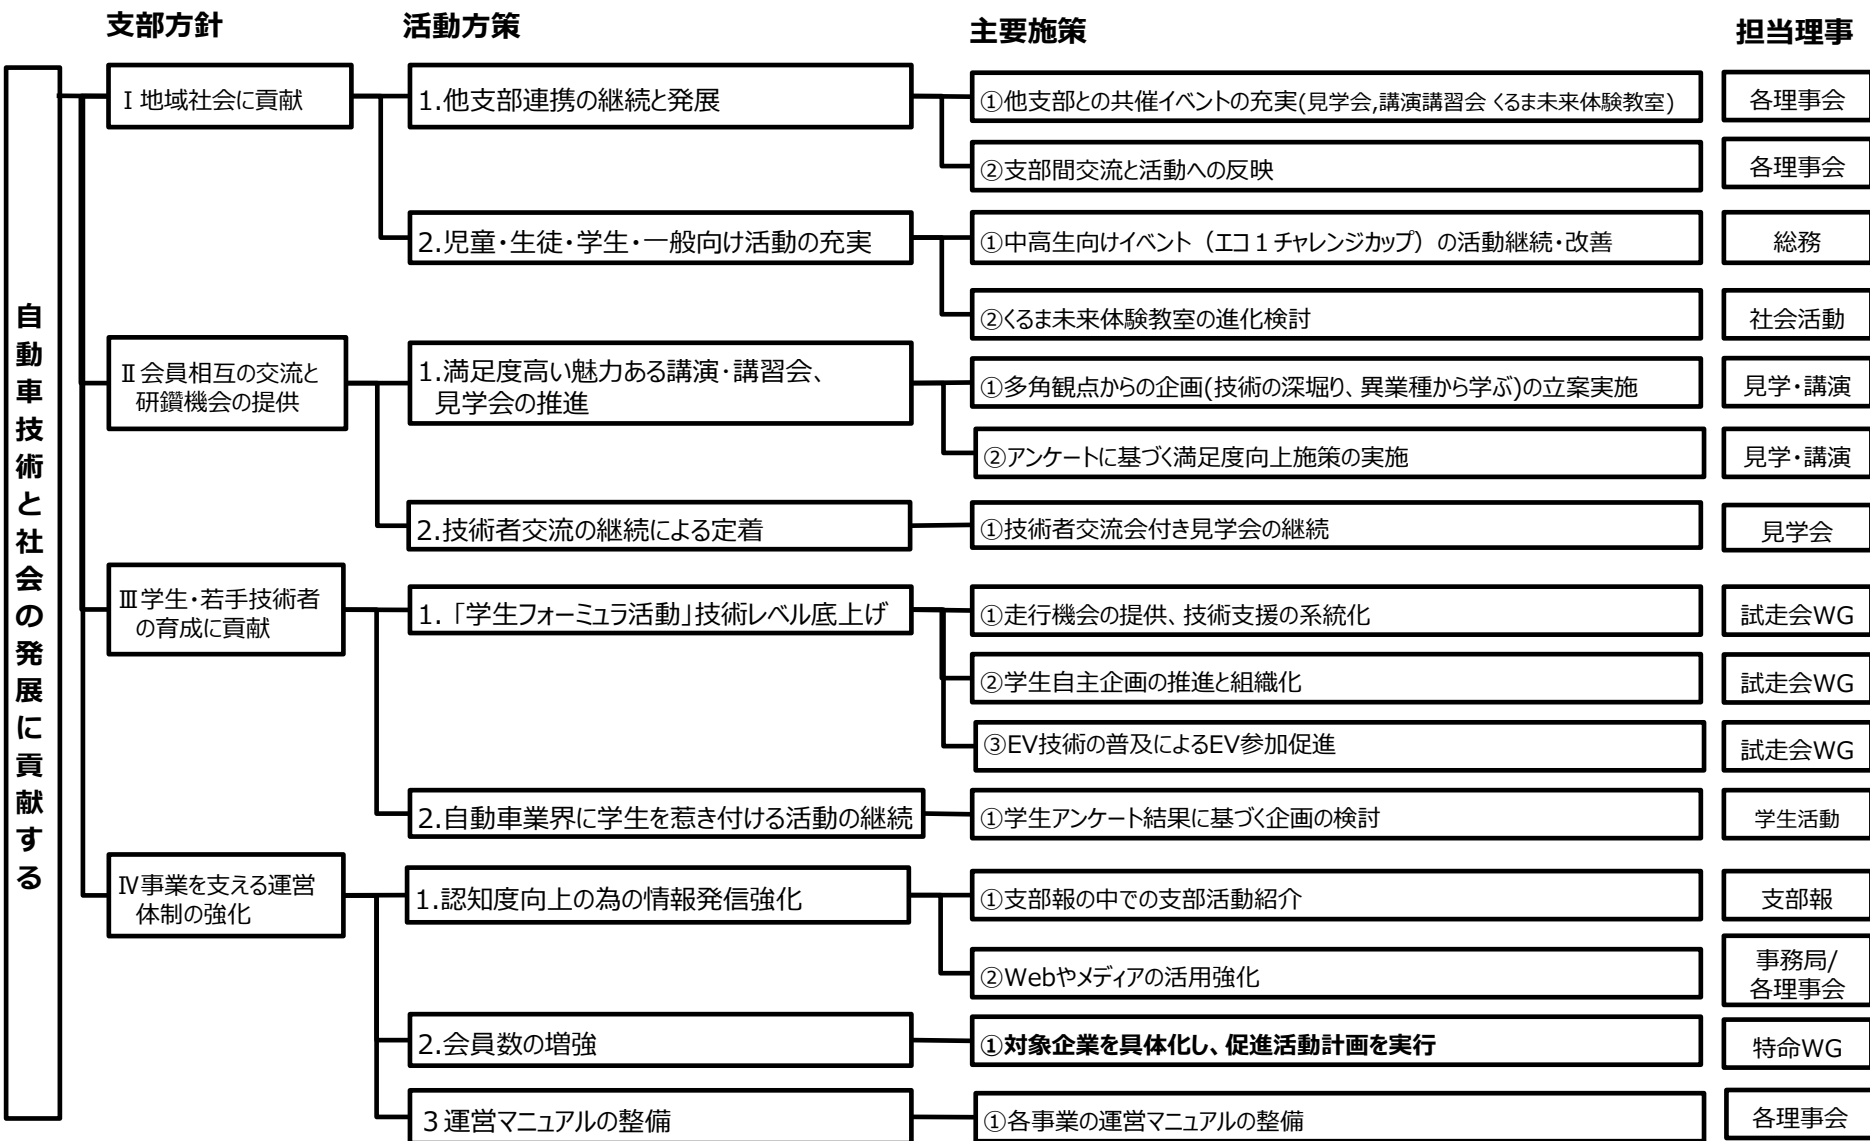 支部方針 活動方策 主要施策 担当理事
自動車技術と社会の発展に貢献する
Ⅰ地域社会に貢献
1.他支部連携の継続と発展
①他支部との共催イベントの充実(見学会,講演講習会 くるま未来体験教室)
各理事会
②支部間交流と活動への反映
各理事会
2.児童・生徒・学生・一般向け活動の充実
①中高生向けイベント（エコ１チャレンジカップ）の活動継続・改善
総務
②くるま未来体験教室の進化検討
社会活動
Ⅱ会員相互の交流と
研鑽機会の提供
1.満足度高い魅力ある講演・講習会、
見学会の推進
①多角観点からの企画(技術の深堀り、異業種から学ぶ)の立案実施
見学・講演
②アンケートに基づく満足度向上施策の実施
見学・講演
2.技術者交流の継続による定着
①技術者交流会付き見学会の継続
見学会
Ⅲ学生・若手技術者
の育成に貢献
1.「学生フォーミュラ活動」技術レベル底上げ
①走行機会の提供、技術支援の系統化
試走会WG
②学生自主企画の推進と組織化
試走会WG
③EV技術の普及によるEV参加促進
試走会WG
2.自動車業界に学生を惹き付ける活動の継続
①学生アンケート結果に基づく企画の検討
学生活動
Ⅳ事業を支える運営
体制の強化
1.認知度向上の為の情報発信強化
①支部報の中での支部活動紹介
支部報
②Webやメディアの活用強化
事務局/
各理事会
2.会員数の増強
①対象企業を具体化し、促進活動計画を実行
特命WG
３運営マニュアルの整備
①各事業の運営マニュアルの整備
各理事会